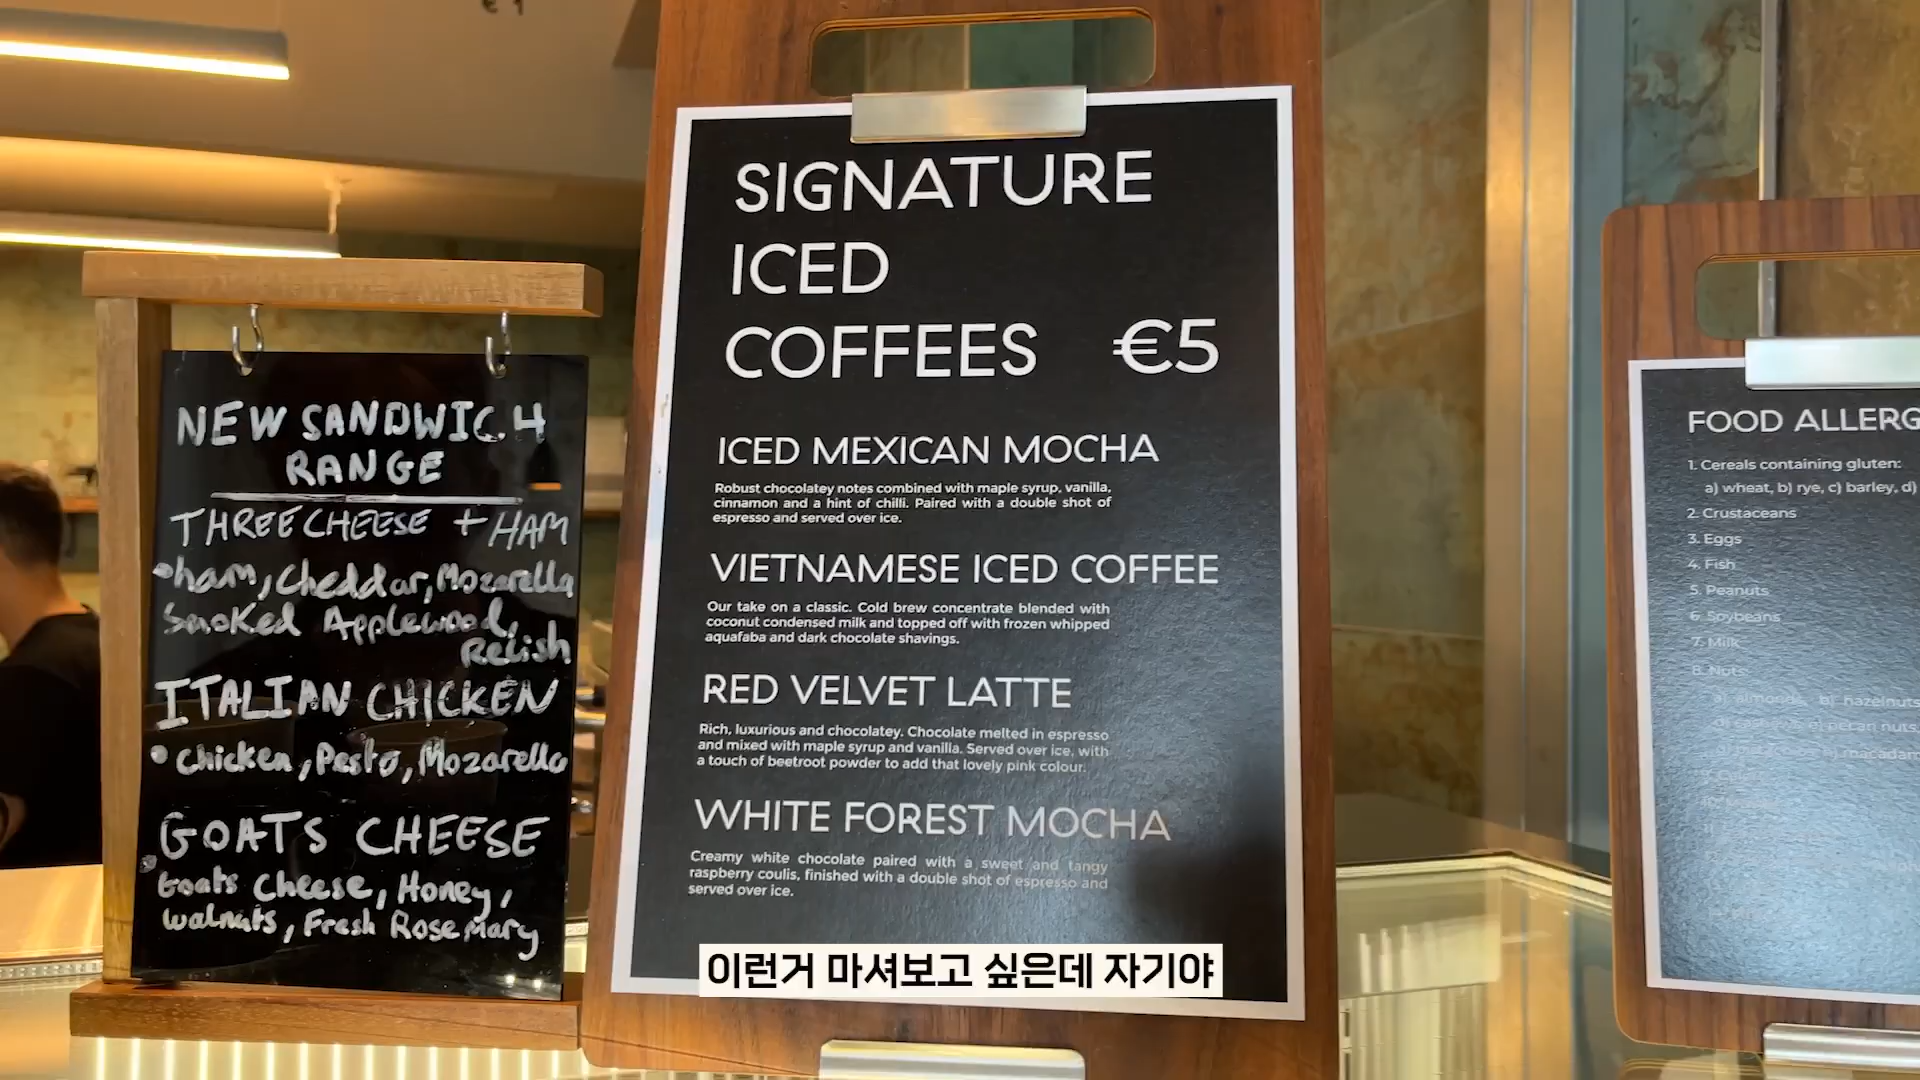 NEW SANDWICH
RANGE
THREE CHEESE + HAM
•ham, Cheddar, Mozarella
Smoked Applewood,
Relish
ITALIAN CHICKEN
• chicken, Pesto, Mozarella
GOATS CHEESE
• Goats Cheese, Honey,
walnuts, Fresh Rosemary
SIGNATURE
ICED
COFFEES €5
ICED MEXICAN MOCHA
Robust chocolatey notes combined with maple syrup, vanilla,
cinnamon and a hint of chilli. Paired with a double shot of
espresso and served over ice.
VIETNAMESE ICED COFFEE
Our take on a classic. Cold brew concentrate blended with
coconut condensed milk and topped off with frozen whipped
aquafaba and dark chocolate shavings.
RED VELVET LATTE
Rich, luxurious and chocolatey. Chocolate melted in espresso
and mixed with maple syrup and vanilla. Served over ice, with
a touch of beetroot powder to add that lovely pink colour.
WHITE FOREST MOCHA
Creamy white chocolate paired with a sweet and tangy
raspberry coulis, finished with a double shot of espresso and
served over ice.
FOOD ALLERG
1. Cereals containing gluten:
a) wheat, b) rye, c) barley, d)
2. Crustaceans
3. Eggs
4. Fish
5. Peanuts
6. Soybeans
7. Milk
8. Nuts
hazelnuts
pecan nuts,
macadam
이런거 마셔보고 싶은데 자기야